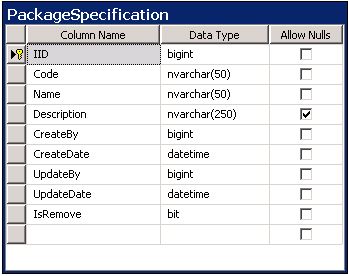 PackageSpecification
Column Name Data Type Allow Nulls
IID bigint
Code nvarchar(50)
Name nvarchar(50)
Description nvarchar(250)
CreateBy bigint
CreateDate datetime
UpdateBy bigint
UpdateDate datetime
IsRemove bit